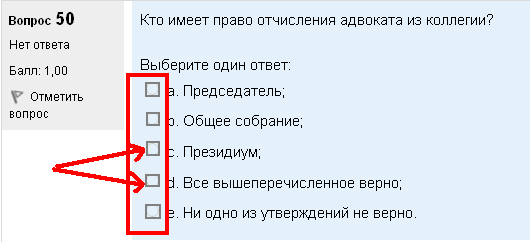 Вопрос 50
Нет ответа
Балл: 1,00
Отметить
вопрос
Кто имеет право отчисления адвоката из коллегии?
Выберите один ответ:
a. Председатель;
b. Общее собрание;
c. Президиум;
d. Все вышеперечисленное верно;
e. Ни одно из утверждений не верно.